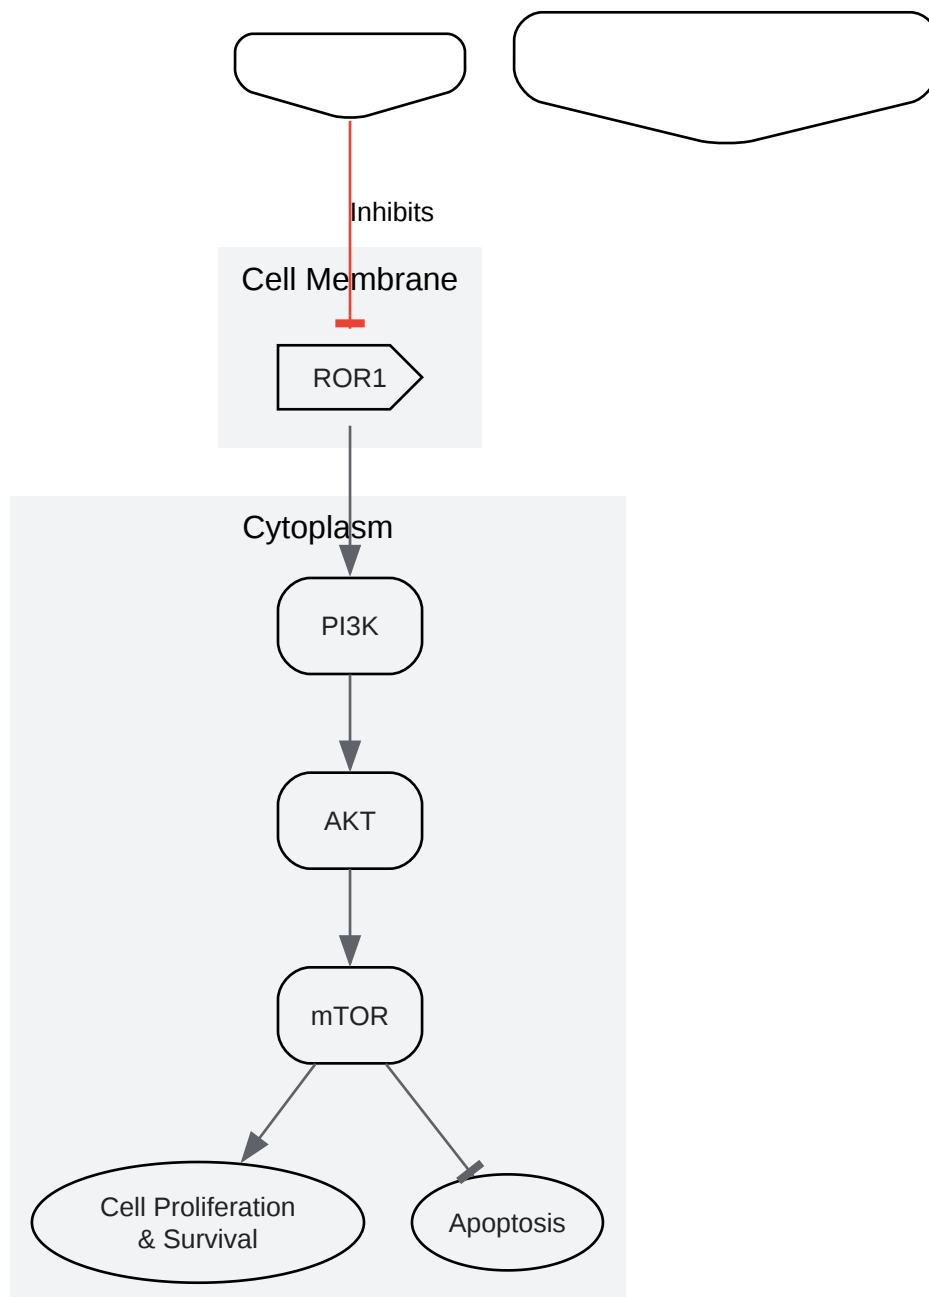 Inhibits
Cell Membrane
ROR1
Cytoplasm
PI3K
AKT
mTOR
Cell Proliferation
& Survival
Apoptosis